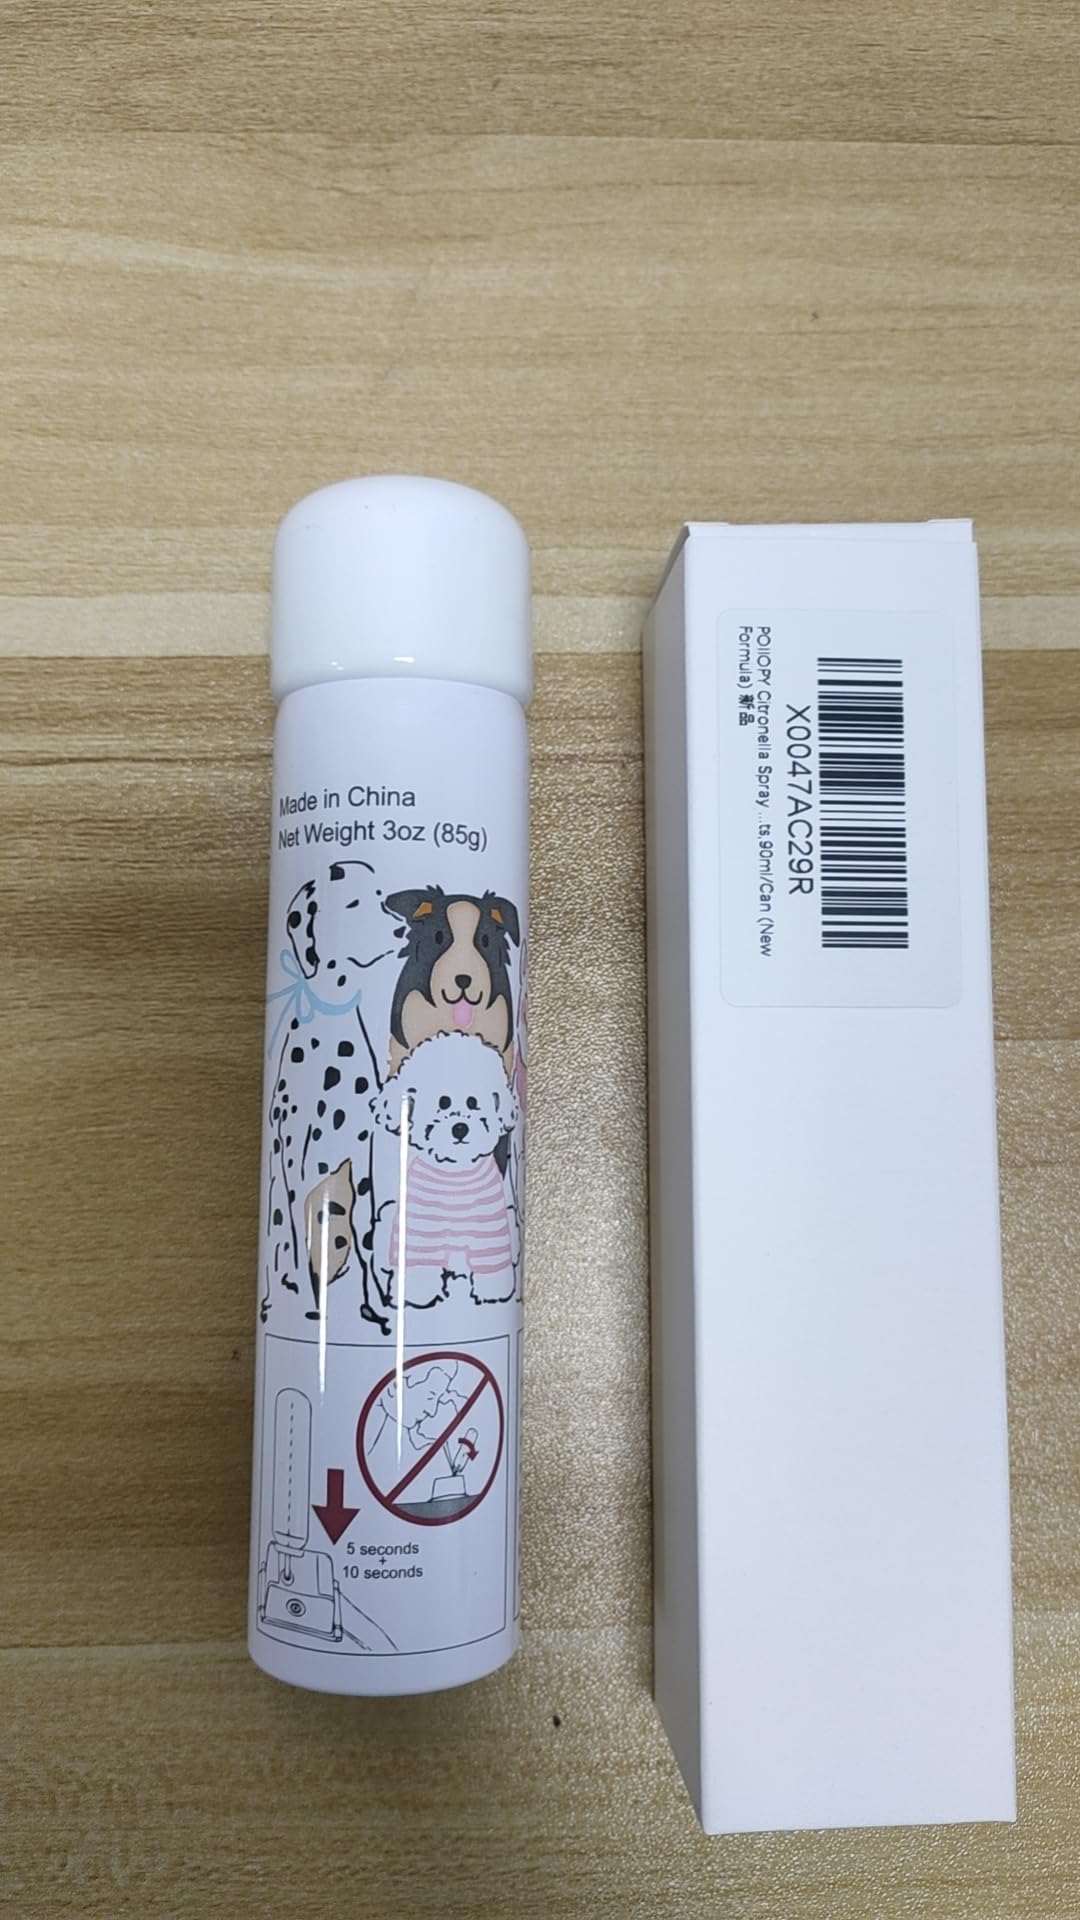 Made in China
Net Weight 3oz (85g)
5 seconds
+
10 seconds
X0047AC29R
POIIOPY Citronella Spray ...ts,90ml/Can (New
Formula) 新品